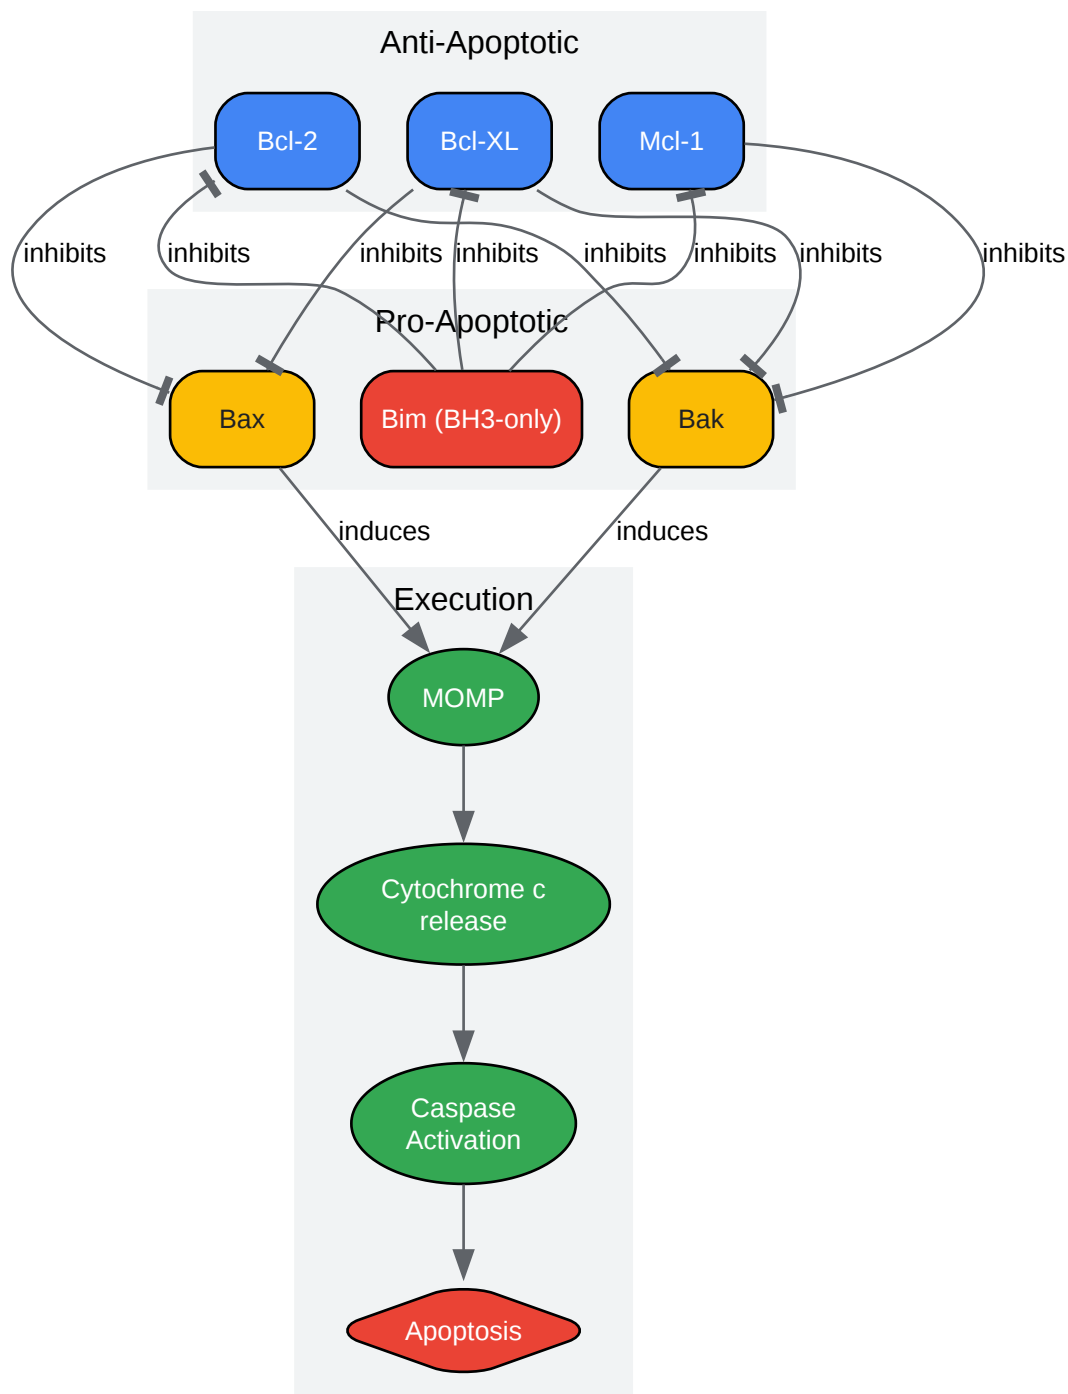 Anti-Apoptotic
Bcl-2
Bcl-XL
Mcl-1
inhibits
inhibits
inhibits
inhibits
inhibits
inhibits
inhibits
inhibits
Pro-Apoptotic
Bax
Bim (BH3-only)
Bak
induces
induces
Execution
MOMP
Cytochrome c
release
Caspase
Activation
Apoptosis